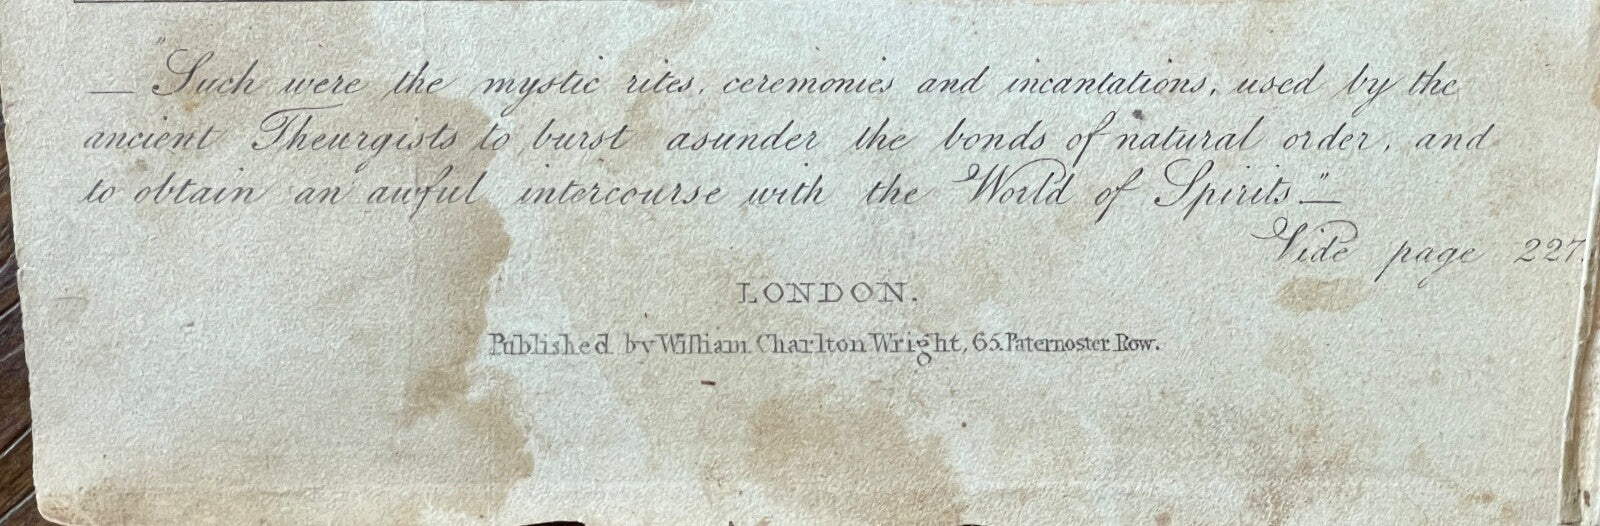 — "Such were the mystic rites, ceremonies and incantations, used by the
ancient Theurgists to burst asunder the bonds of natural order, and
to obtain an awful intercourse with the World of Spirits." —
Vide page 227.
LONDON.
Published by William Charlton Wright, 65. Paternoster Row.